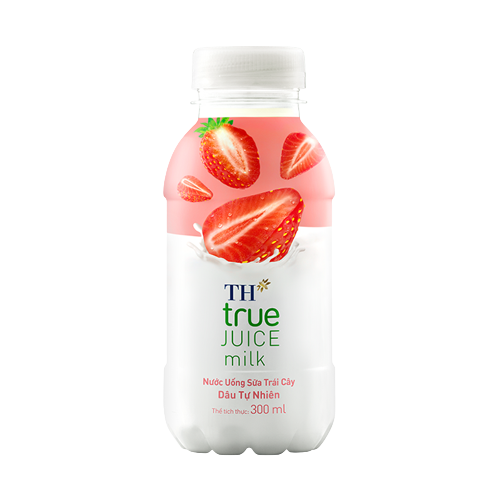 TH
true
JUICE
milk
Nước Uống Sữa Trái Cây
Dâu Tự Nhiên
Thể tích thực: 300 ml